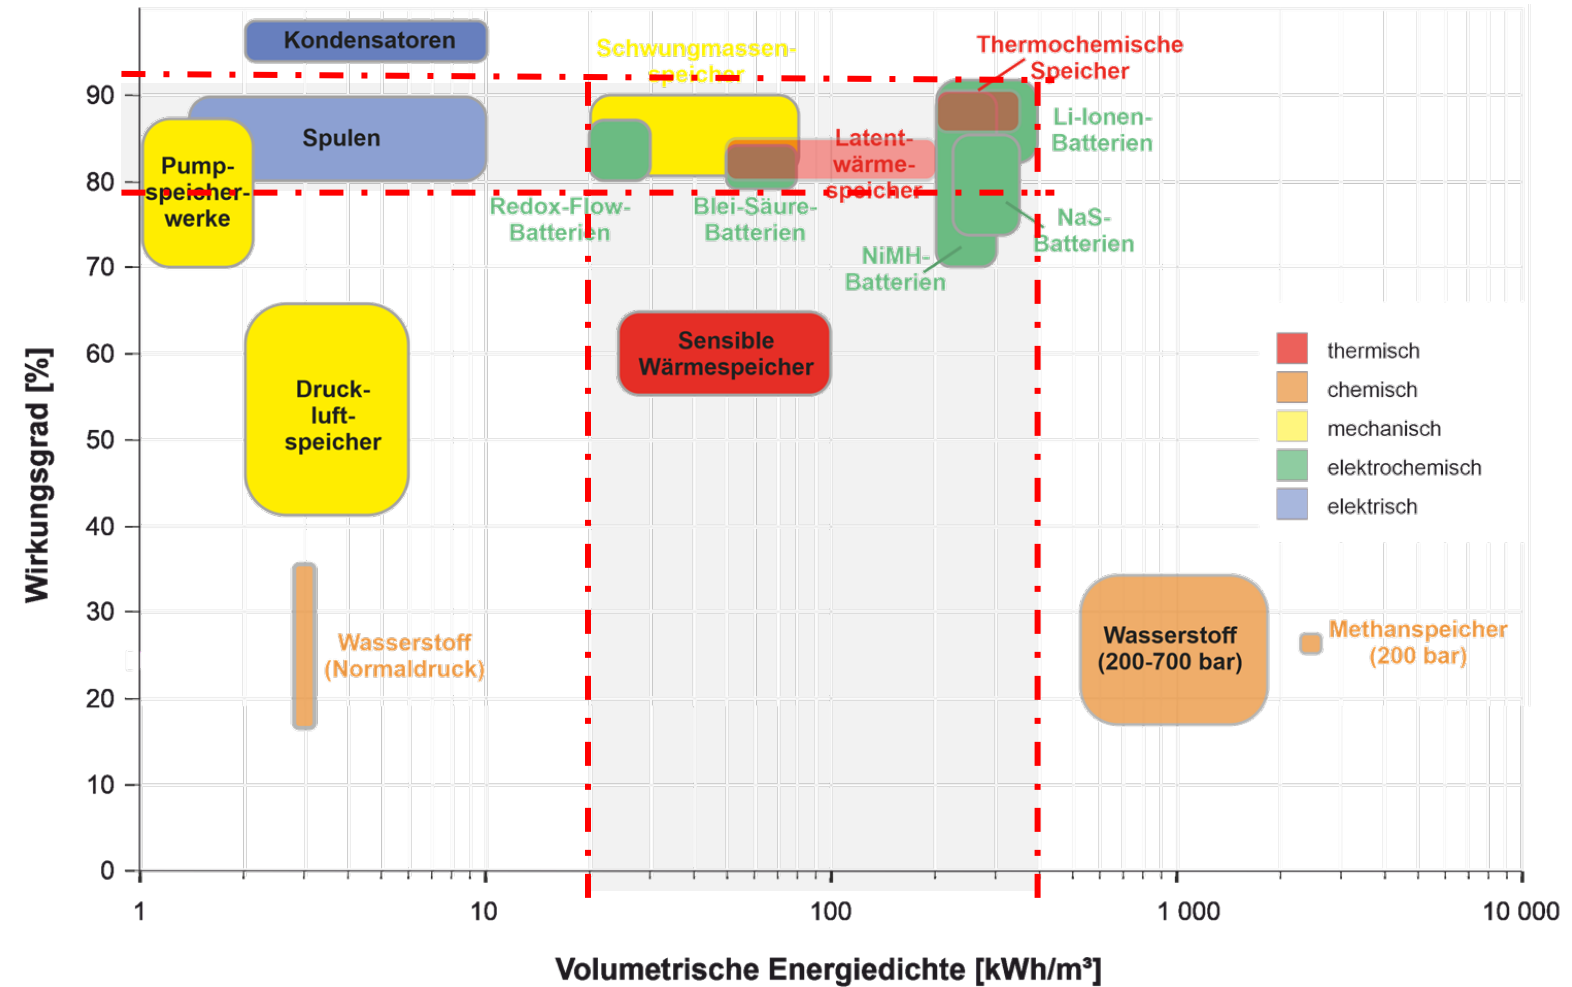 Kondensatoren
Schwungmassen-
speicher
Thermochemische
Speicher
Li-Ionen-
Batterien
Spulen
Pump-
speicher-
werke
Latent-
wärme-
speicher
Redox-Flow-
Batterien
Blei-Säure-
Batterien
NaS-
Batterien
NiMH-
Batterien
Sensible
Wärmespeicher
Druck-
luft-
speicher
thermisch
chemisch
mechanisch
elektrochemisch
elektrisch
Wasserstoff
(Normaldruck)
Wasserstoff
(200-700 bar)
Methanspeicher
(200 bar)
Wirkungsgrad [%]
90
80
70
60
50
40
30
20
10
0
1
10
100
1 000
10 000
Volumetrische Energiedichte [kWh/m³]